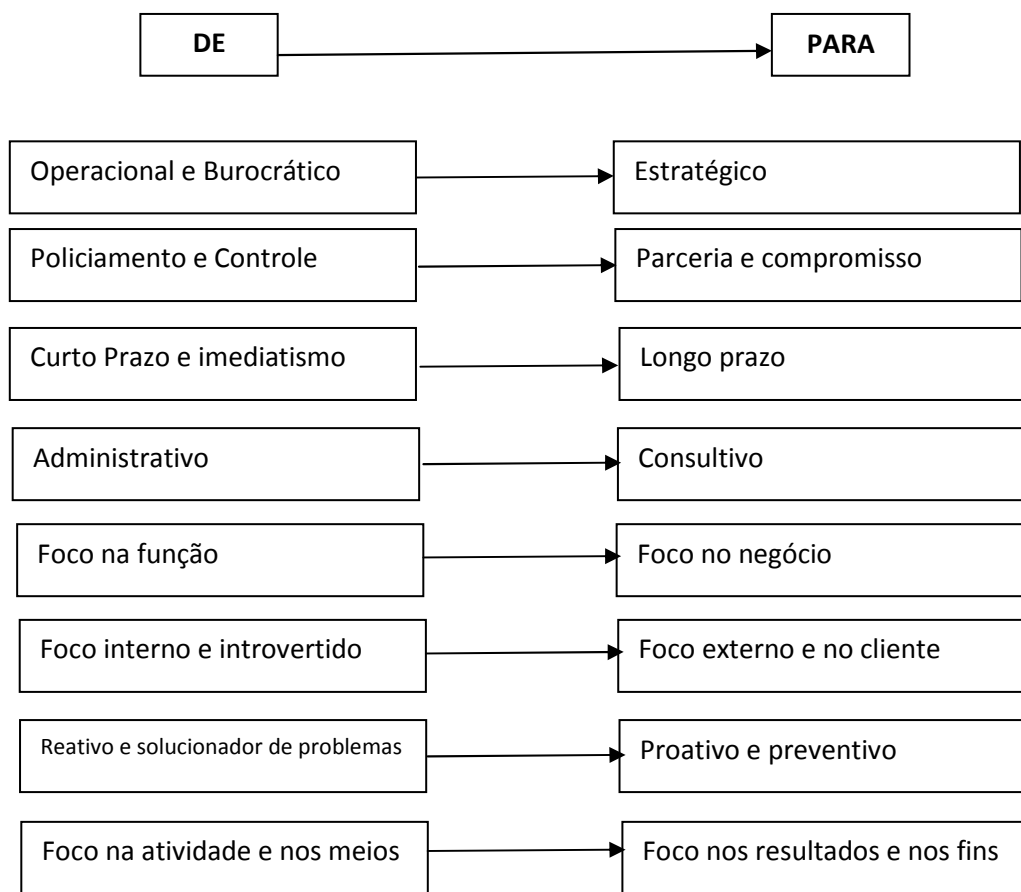 DE
PARA
Operacional e Burocrático
Estratégico
Policiamento e Controle
Parceria e compromisso
Curto Prazo e imediatismo
Longo prazo
Administrativo
Consultivo
Foco na função
Foco no negócio
Foco interno e introvertido
Foco externo e no cliente
Reativo e solucionador de problemas
Proativo e preventivo
Foco na atividade e nos meios
Foco nos resultados e nos fins